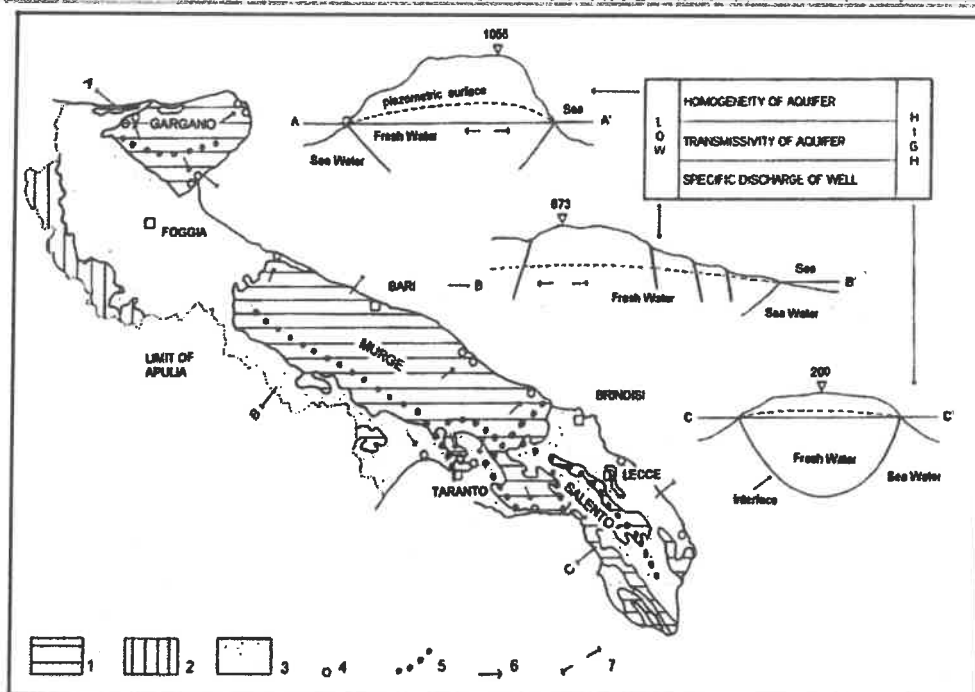 1055
A
piezometric surface
Sea
A
A'
Fresh Water
Sea Water
LOW
HOMOGENEITY OF AQUIFER
TRANSMISSIVITY OF AQUIFER
SPECIFIC DISCHARGE OF WELL
HIGH
GARGANO
FOGGIA
673
Sea
B
B'
Fresh Water
Sea Water
BARI
MURGE
LIMIT OF
APULIA
B
BRINDISI
200
C
C'
Fresh Water
Sea Water
Interface
LECCE
TARANTO
SALENTO
C
1
2
3
4
5
6
7